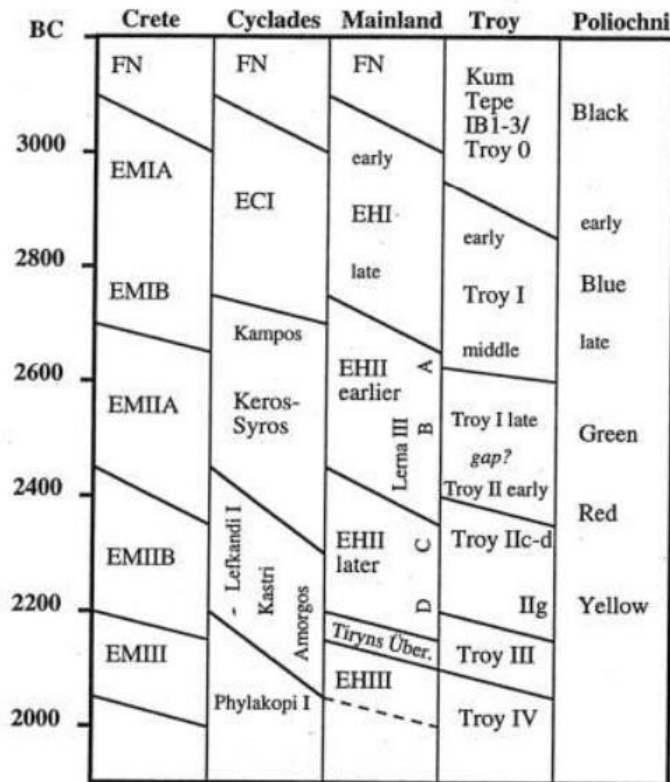 BC Crete Cyclades Mainland Troy Poliochni
FN FN FN Kum
Tepe
IB1-3/
Troy 0
Black
3000
EMIA
ECI
early
EHI
late
early
Troy I
middle
early
Blue
late
2800
EMIB
Kampos
2600
EMIIA
Keros-
Syros
EHII
earlier
Lerna III
A
B
C
D
Troy I late
gap?
Troy II early
Green
2400
EMIIB
- Lefkandi I
Kastri
Amorgos
EHII
later
Troy IIc-d
IIg
Red
Yellow
2200
EMIII
Tiryns Über.
Troy III
2000
Phylakopi I
EHIII
Troy IV